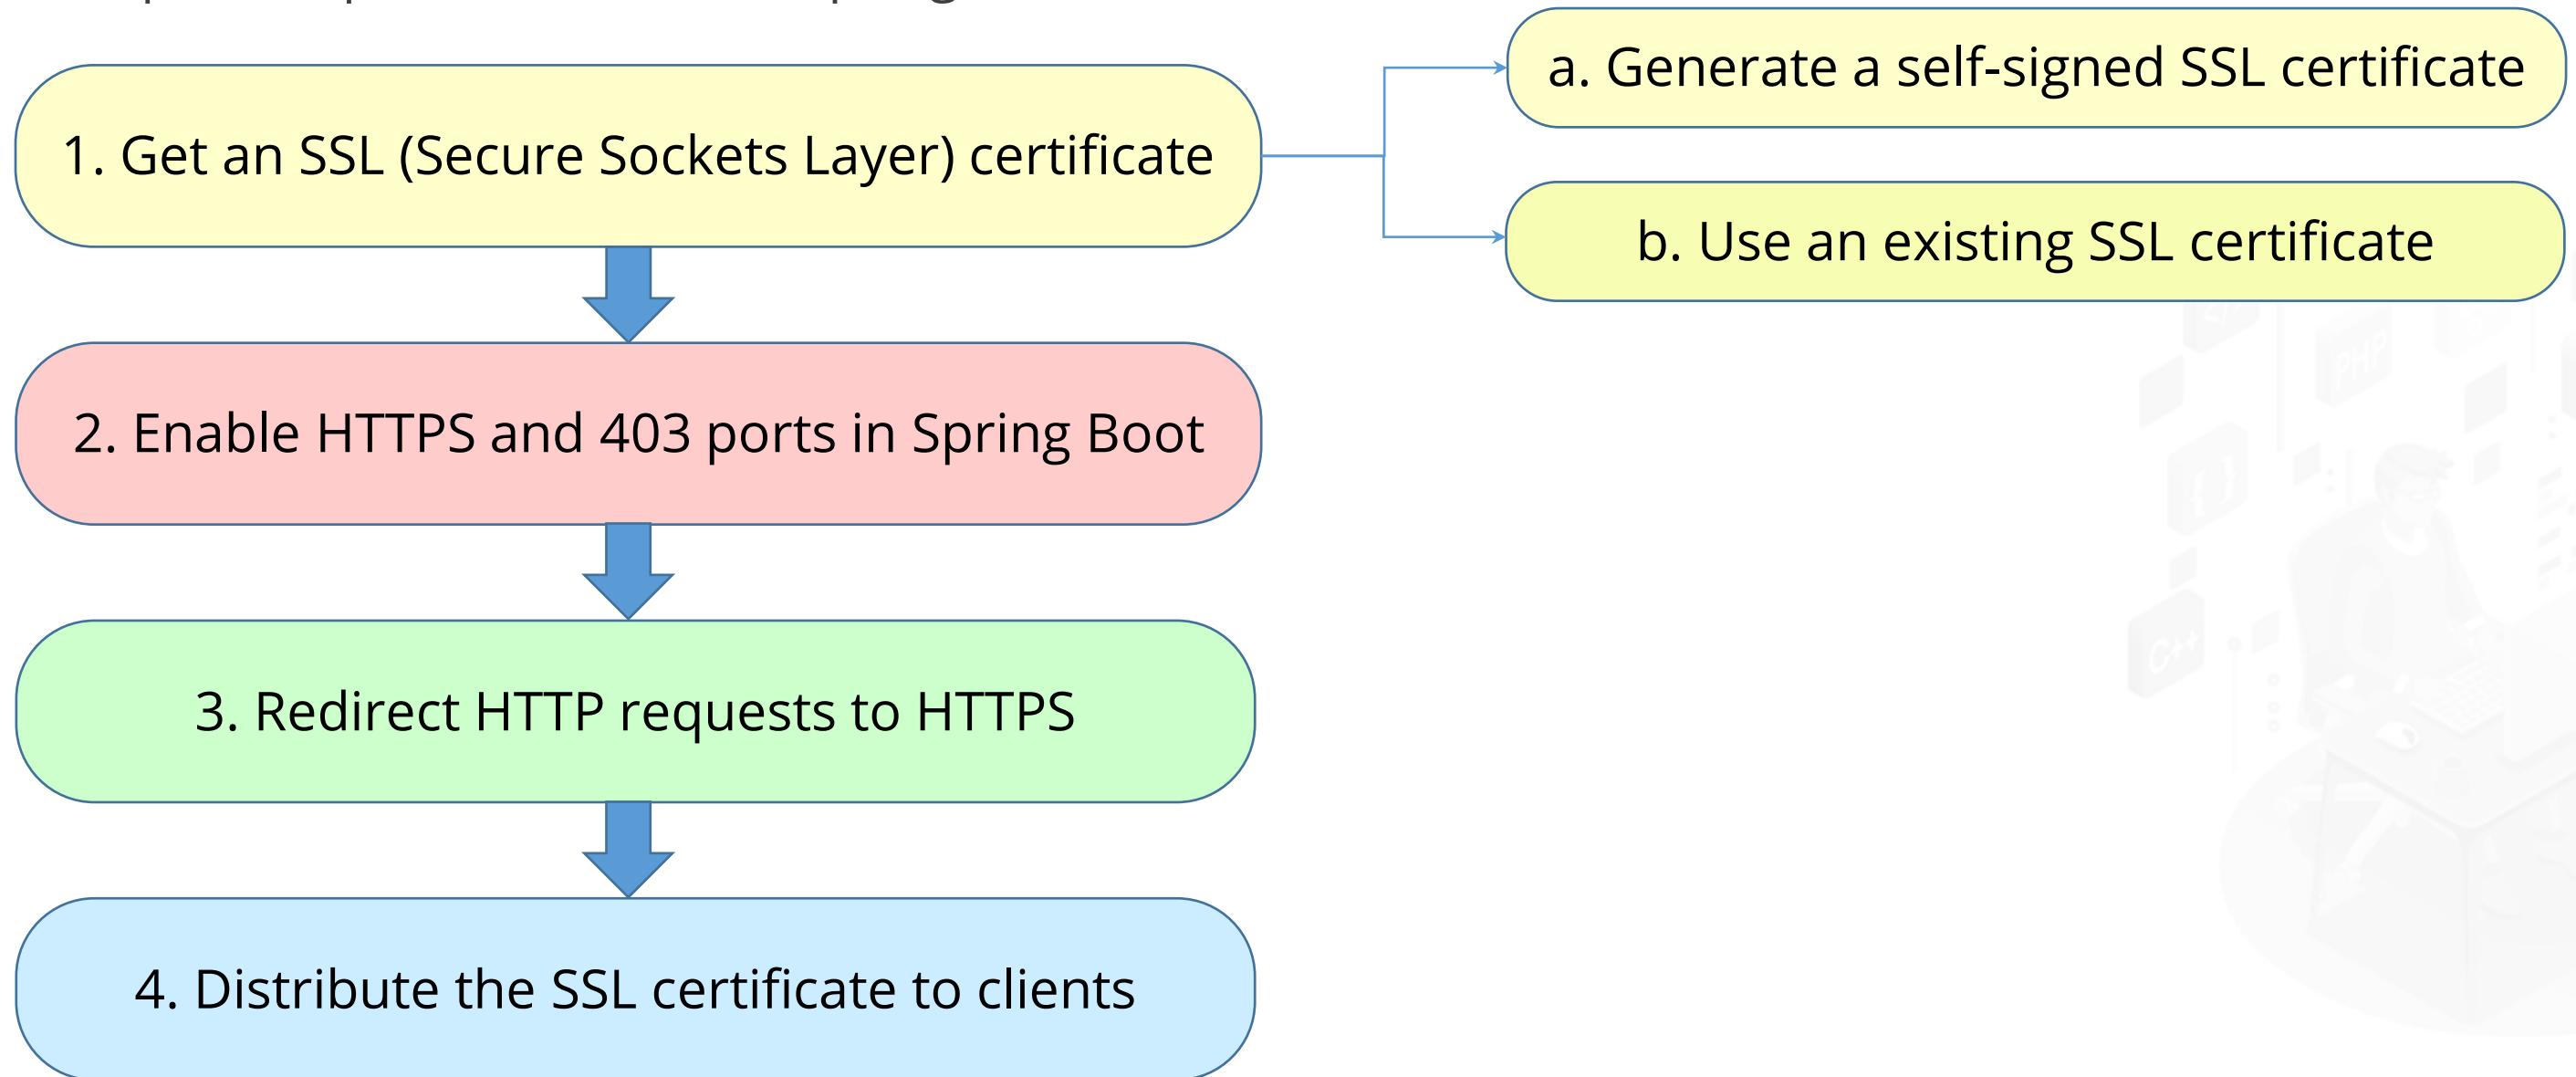 1. Get an SSL (Secure Sockets Layer) certificate
a. Generate a self-signed SSL certificate
b. Use an existing SSL certificate
2. Enable HTTPS and 403 ports in Spring Boot
3. Redirect HTTP requests to HTTPS
4. Distribute the SSL certificate to clients
PHP
{ }
C++